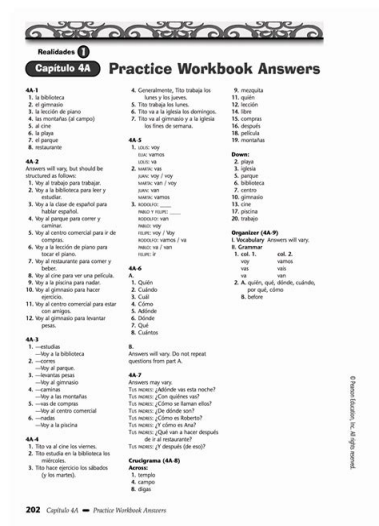 Realidades 1
Capítulo 4A
Practice Workbook Answers
4A-1
1. la biblioteca
2. el gimnasio
3. la lección de piano
4. las montañas (al campo)
5. al cine
6. la playa
7. el parque
8. restaurante
4A-2
Answers will vary, but should be
structured as follows:
1. Voy al trabajo para trabajar.
2. Voy a la biblioteca para leer y
estudiar.
3. Voy a la clase de español para
hablar español.
4. Voy al parque para correr y
caminar.
5. Voy al centro comercial para ir de
compras.
6. Voy a la lección de piano para
tocar el piano.
7. Voy al restaurante para comer y
beber.
8. Voy al cine para ver una película.
9. Voy a la piscina para nadar.
10. Voy al gimnasio para hacer
ejercicio.
11. Voy al centro comercial para estar
con amigos.
12. Voy al gimnasio para levantar
pesas.
4A-3
1. —estudias
—Voy a la biblioteca
2. —corres
—Voy al parque.
3. —levantas pesas
—Voy al gimnasio
4. —caminas
—Voy a las montañas
5. —vas de compras
—Voy al centro comercial
6. —nadas
—Voy a la piscina
4A-4
1. Tito va al cine los viernes.
2. Tito estudia en la biblioteca los
miércoles.
3. Tito hace ejercicio los sábados
(y los martes).
4. Generalmente, Tito trabaja los
lunes y los jueves.
5. Tito trabaja los lunes.
6. Tito va a la iglesia los domingos.
7. Tito va al gimnasio y a la iglesia
los fines de semana.
4A-5
1. LOLIS: voy
vamos
LOLIS: va
2. MARTA: vas
JUAN: voy / voy
MARTA: van / voy
JUAN: van
MARTA: vamos
3. RODOLFO: ____
PABLO Y FELIPE: ____
RODOLFO: van
PABLO: voy
FELIPE: voy / Voy
RODOLFO: vamos / va
PABLO: va / van
FELIPE: ir
4A-6
A.
1. Quién
2. Cuándo
3. Cuál
4. Cómo
5. Adónde
6. Dónde
7. Qué
8. Cuántos
B.
Answers will vary. Do not repeat
questions from part A.
4A-7
Answers may vary.
TUS PADRES: ¿Adónde vas esta noche?
TUS PADRES: ¿Con quiénes vas?
TUS PADRES: ¿Cómo se llaman ellos?
TUS PADRES: ¿De dónde son?
TUS PADRES: ¿Cómo es Roberto?
TUS PADRES: ¿Y cómo es Ana?
TUS PADRES: ¿Qué van a hacer después
de ir al restaurante?
TUS PADRES: ¿Y después (de eso)?
Crucigrama (4A-8)
Across:
1. templo
4. campo
8. digas
9. mezquita
11. quién
12. lección
14. libre
15. compras
16. después
18. película
19. montañas
Down:
2. playa
3. iglesia
5. parque
6. biblioteca
7. centro
10. gimnasio
13. cine
17. piscina
20. trabajo
Organizer (4A-9)
I. Vocabulary Answers will vary.
II. Grammar
1. col. 1. col. 2.
voy vamos
vas vais
va van
2. A. quién, qué, dónde, cuándo,
por qué, cómo
B. before
© Pearson Education, Inc. All rights reserved.
202 Capítulo 4A — Practice Workbook Answers